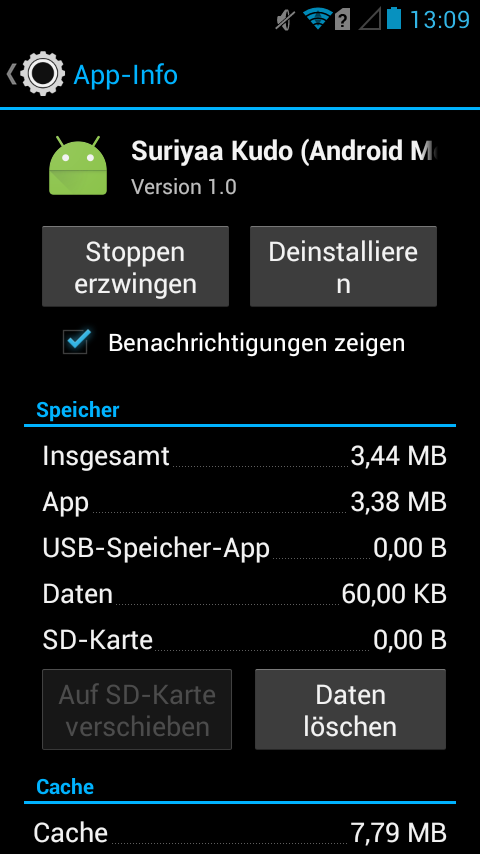 13:09
App-Info
Suriyaa Kudo (Android M
Version 1.0
Stoppen
erzwingen
Deinstalliere
n
Benachrichtigungen zeigen
Speicher
Insgesamt 3,44 MB
App 3,38 MB
USB-Speicher-App 0,00 B
Daten 60,00 KB
SD-Karte 0,00 B
Auf SD-Karte
verschieben
Daten
löschen
Cache
Cache 7,79 MB